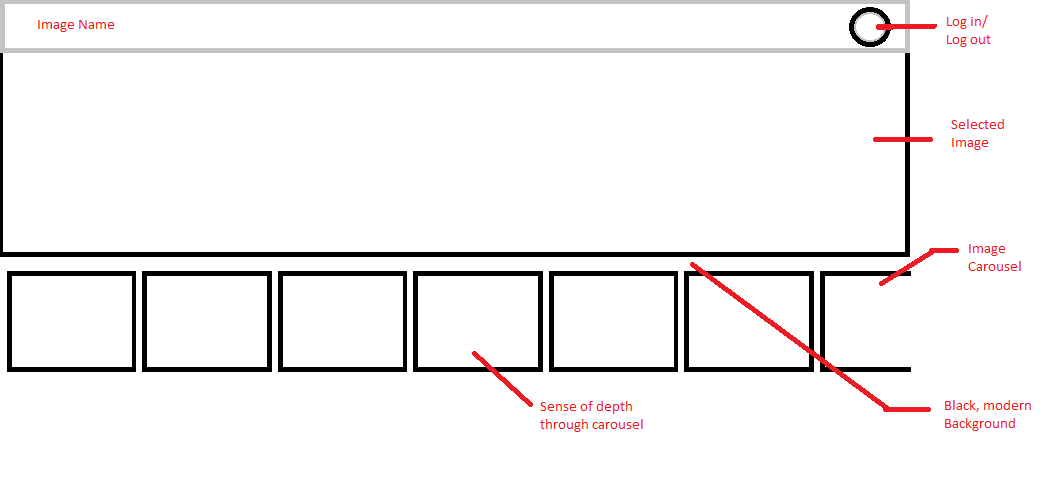 Image Name
Log in/
Log out
Selected
Image
Image
Carousel
Sense of depth
through carousel
Black, modern
Background